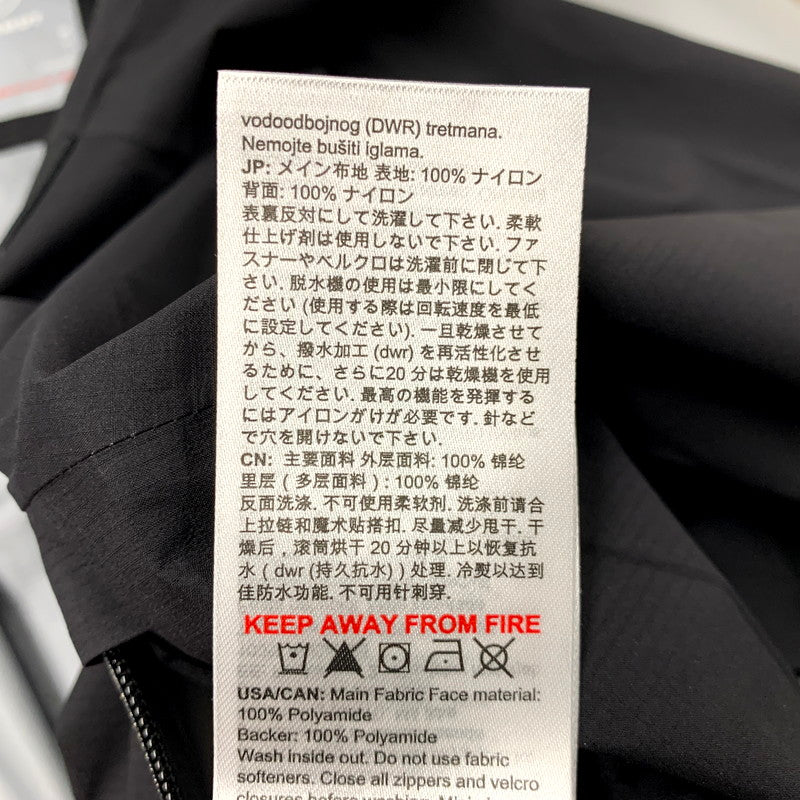 vodoodbojnog (DWR) tretmana.
Nemojte bušiti iglama.
JP: メイン布地 表地: 100% ナイロン
背面: 100% ナイロン
表裏反対にして洗濯して下さい. 柔軟
仕上げ剤は使用しないで下さい. ファ
スナーやベルクロは洗濯前に閉じて下
さい. 脱水機の使用は最小限にしてく
ださい (使用する際は回転速度を最低
に設定してください). 一旦乾燥させて
から、撥水加工 (dwr) を再活性化させ
るために、さらに20 分は乾燥機を使用
してください. 最高の機能を発揮する
にはアイロンがけが必要です. 針など
で穴を開けないで下さい.
CN: 主要面料 外层面料: 100% 锦纶
里层 ( 多层面料 ) : 100% 锦纶
反面洗涤. 不可使用柔软剂. 洗涤前请合
上拉链和魔术贴搭扣. 尽量减少甩干. 干
燥后，滚筒烘干 20 分钟以上以恢复抗
水 ( dwr (持久抗水) ) 处理. 冷熨以达到
佳防水功能. 不可用针刺穿.
KEEP AWAY FROM FIRE
USA/CAN: Main Fabric Face material:
100% Polyamide
Backer: 100% Polyamide
Wash inside out. Do not use fabric
softeners. Close all zippers and velcro
closures before washing.